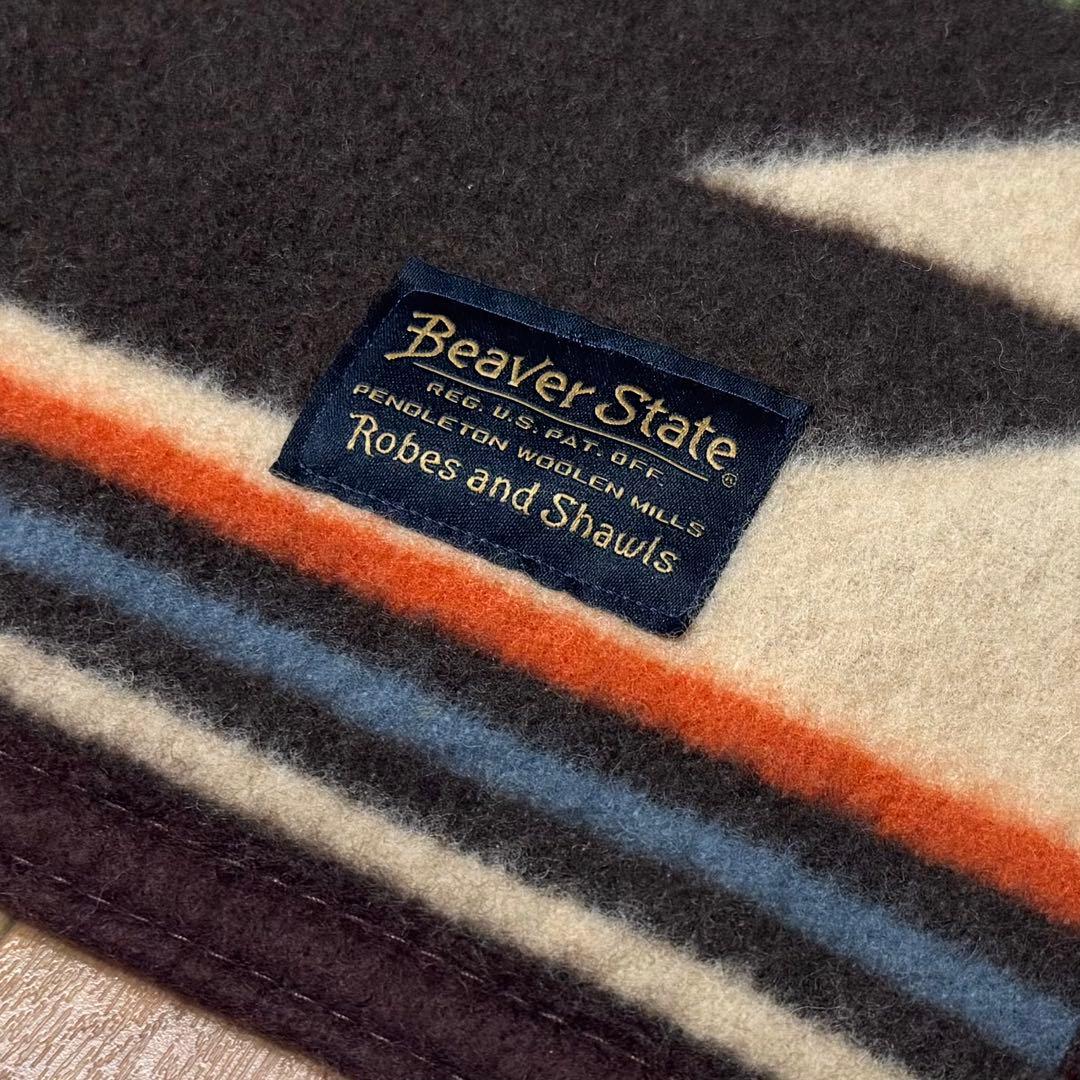 Beaver State®
REG. U.S. PAT. OFF.
PENDLETON WOOLEN MILLS
Robes and Shawls